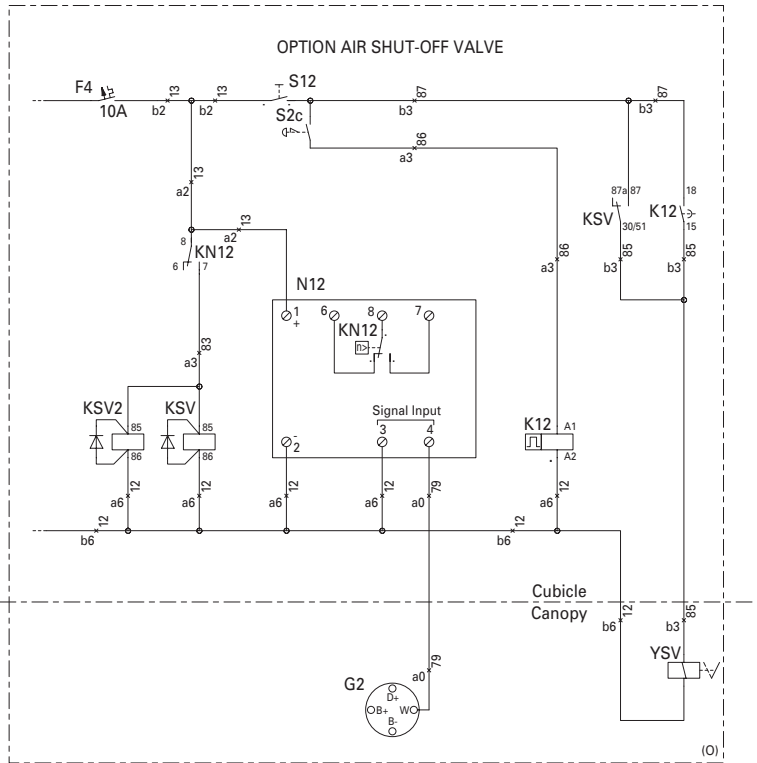 OPTION AIR SHUT-OFF VALVE
F4
10A
13
b2
13
b2
S12
S2c
87
b3
87
b3
86
a3
13
a2
13
a2
8
KN12
6
7
87a 87
KSV
30/51
18
K12
15
85
b3
85
b3
86
a3
N12
1
+
6
8
7
KN12
n>
83
a3
KSV2
85
86
KSV
85
86
Signal Input
-
2
3
4
K12
A1
A2
12
a6
12
a6
12
a6
12
a6
79
a0
12
a6
12
b6
12
b6
Cubicle
Canopy
12
b6
85
b3
79
a0
G2
D+
B+
W
B-
YSV
(O)